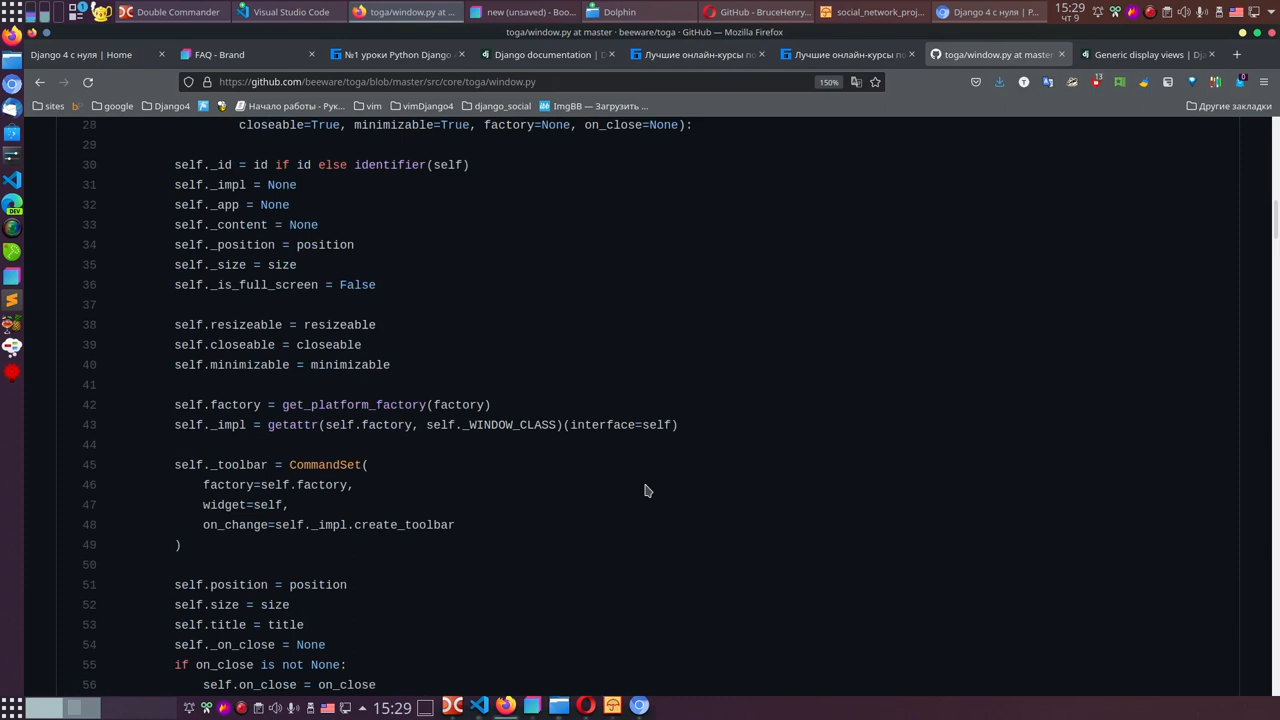 Double Commander
Visual Studio Code
toga/window.py at ...
new (unsaved) - Boo...
Dolphin
GitHub - BruceHenry...
social_network_proj...
Django 4 с нуля | P...
15:29
ЧТ 9
toga/window.py at master · beeware/toga · GitHub — Mozilla Firefox
Django 4 с нуля | Home
FAQ - Brand
№1 уроки Python Django
Django documentation | D
Лучшие онлайн-курсы по
Лучшие онлайн-курсы по
toga/window.py at master
Generic display views | Dj
https://github.com/beeware/toga/blob/master/src/core/toga/window.py
150%
13
0
sites
google
Django4
Начало работы - Рук...
vim
vimDjango4
django_social
ImgBB — Загрузить ...
Другие закладки
28 closeable=True, minimizable=True, factory=None, on_close=None):
29
30 self._id = id if id else identifier(self)
31 self._impl = None
32 self._app = None
33 self._content = None
34 self._position = position
35 self._size = size
36 self._is_full_screen = False
37
38 self.resizeable = resizeable
39 self.closeable = closeable
40 self.minimizable = minimizable
41
42 self.factory = get_platform_factory(factory)
43 self._impl = getattr(self.factory, self._WINDOW_CLASS)(interface=self)
44
45 self._toolbar = CommandSet(
46 factory=self.factory,
47 widget=self,
48 on_change=self._impl.create_toolbar
49 )
50
51 self.position = position
52 self.size = size
53 self.title = title
54 self._on_close = None
55 if on_close is not None:
56 self.on_close = on_close
DEV
15:29